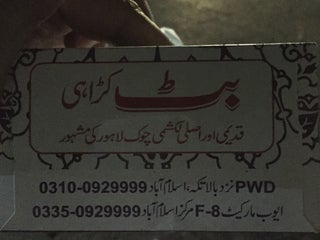 بٹ کڑاہی
قدیمی اور اصلی لکشمی چوک لاہور کی مشہور
PWD نزد بالا تکہ، اسلام آباد 0310-0929999
ایوب مارکیٹ F-8 مرکز اسلام آباد 0335-0929999